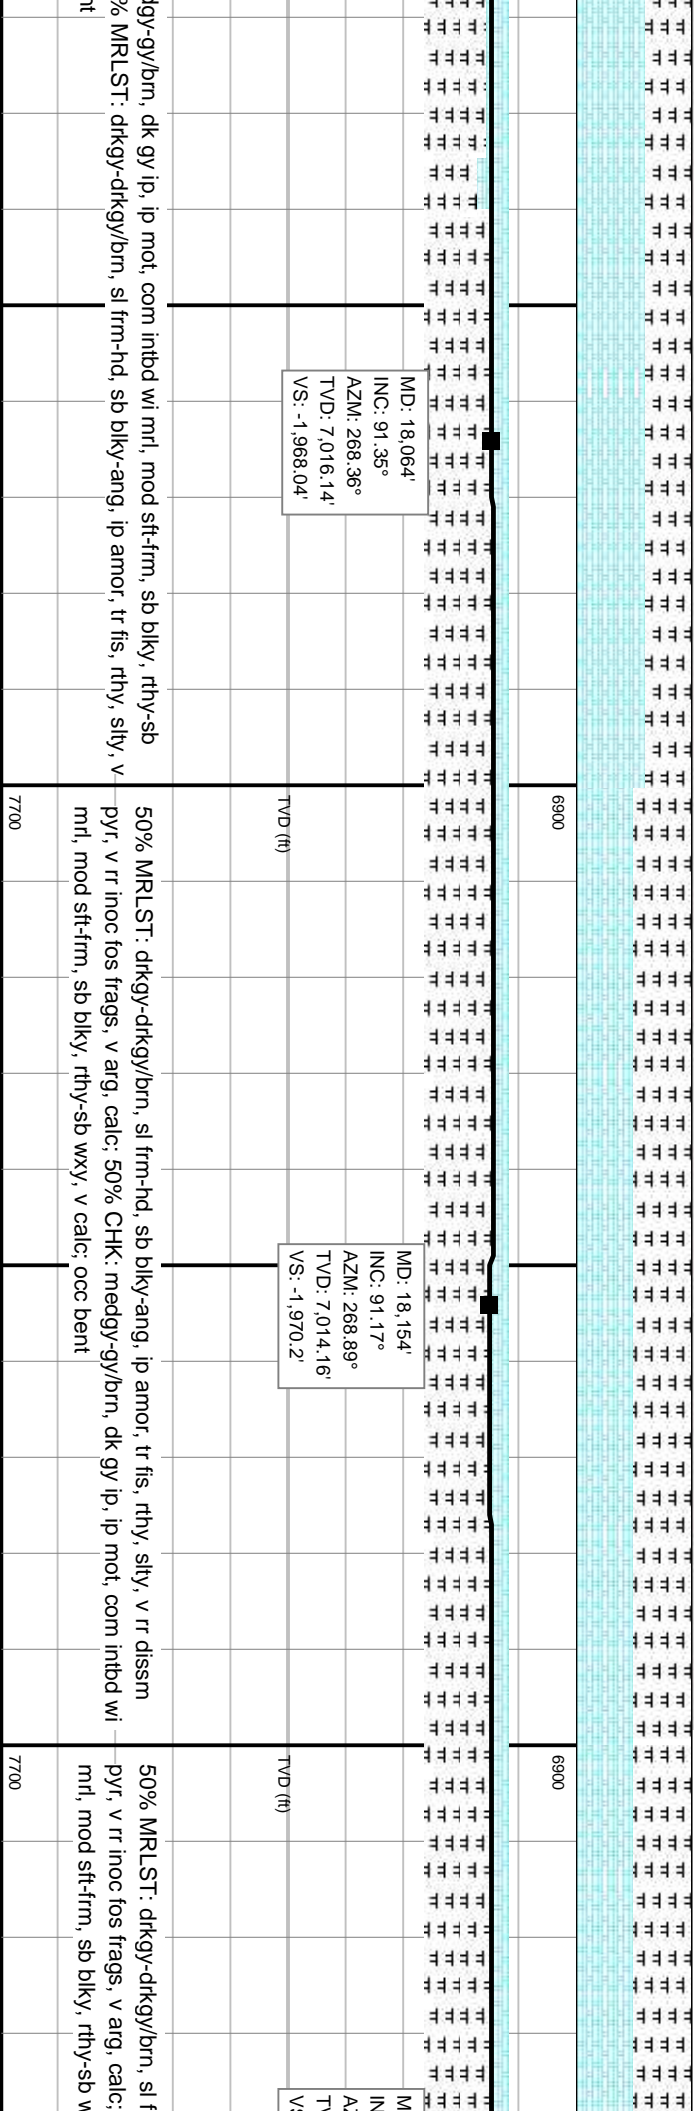 dgy-gy/brn, dk gy ip, ip mot, com intbd wi mrl, mod sft-frm, sb blky, rthy-sb
% MRLST: drkgy-drkgy/brn, sl frm-hd, sb blky-ang, ip amor, tr fis, rthy, slty, v
nt
MD: 18,064'
INC: 91.35°
AZM: 268.36°
TVD: 7,016.14'
VS: -1,968.04'
6900
TVD (ft)
7700
50% MRLST: drkgy-drkgy/brn, sl frm-hd, sb blky-ang, ip amor, tr fis, rthy, slty, v rr dissm
pyr, v rr inoc fos frags, v arg, calc; 50% CHK: medgy-gy/brn, dk gy ip, ip mot, com intbd wi
mrl, mod sft-frm, sb blky, rthy-sb wxy, v calc; occ bent
MD: 18,154'
INC: 91.17°
AZM: 268.89°
TVD: 7,014.16'
VS: -1,970.2'
6900
TVD (ft)
7700
50% MRLST: drkgy-drkgy/brn, sl f
pyr, v rr inoc fos frags, v arg, calc;
mrl, mod sft-frm, sb blky, rthy-sb w